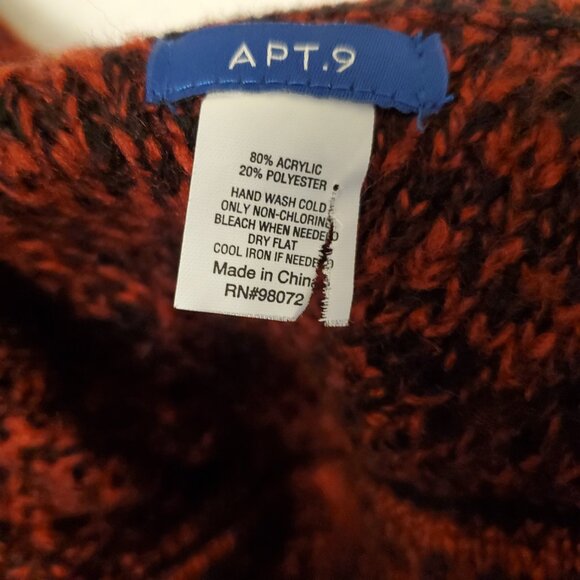 APT.9
80% ACRYLIC
20% POLYESTER
HAND WASH COLD
ONLY NON-CHLORINE
BLEACH WHEN NEEDED
DRY FLAT
COOL IRON IF NEEDED
Made in China
RN#98072